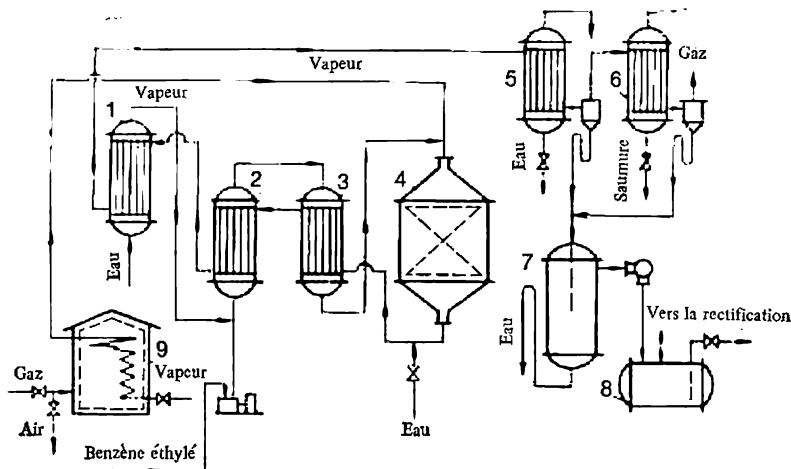 Vapeur
Gaz
Vapeur
5
6
1
2
3
4
Eau
Saumure
Eau
7
Vers la rectification
Eau
9
Gaz
Vapeur
8
Air
Eau
Benzène éthylé